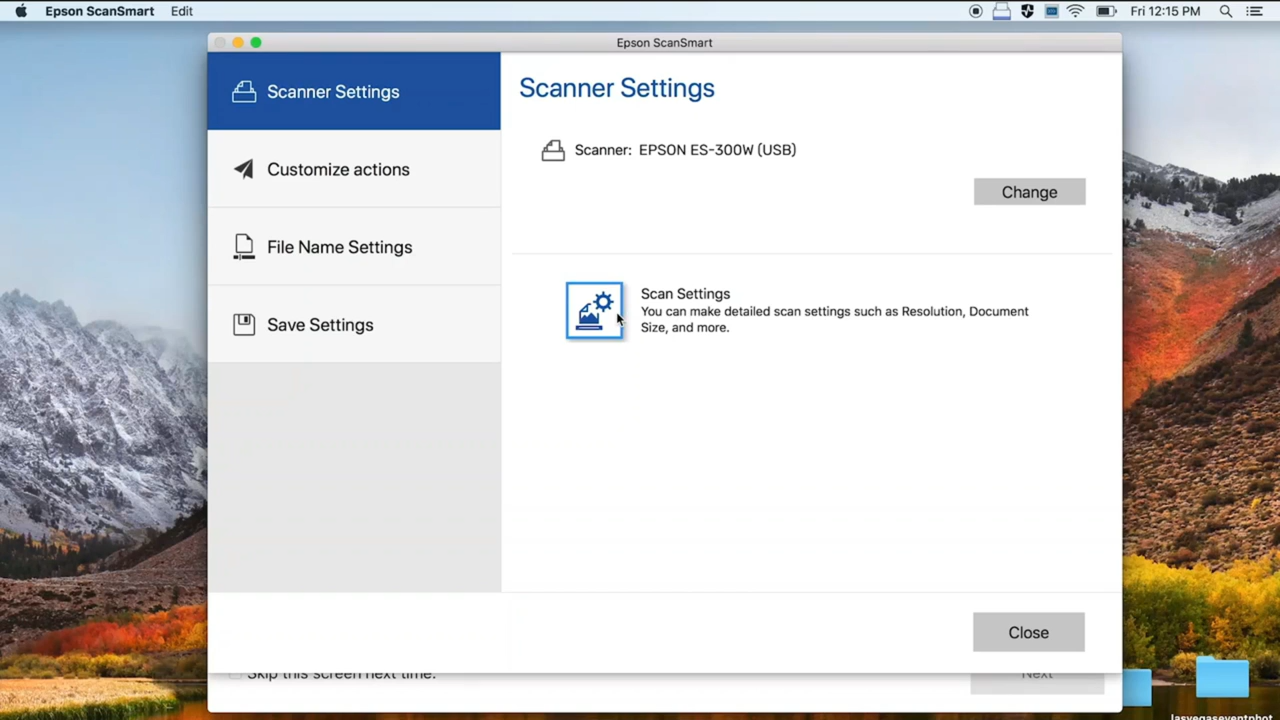 Epson ScanSmart Edit
Fri 12:15 PM
Epson ScanSmart
Scanner Settings
Customize actions
File Name Settings
Save Settings
Scanner Settings
Scanner: EPSON ES-300W (USB)
Change
Scan Settings
You can make detailed scan settings such as Resolution, Document
Size, and more.
Close
Skip this screen next time.
Next
lasvegaseventphot